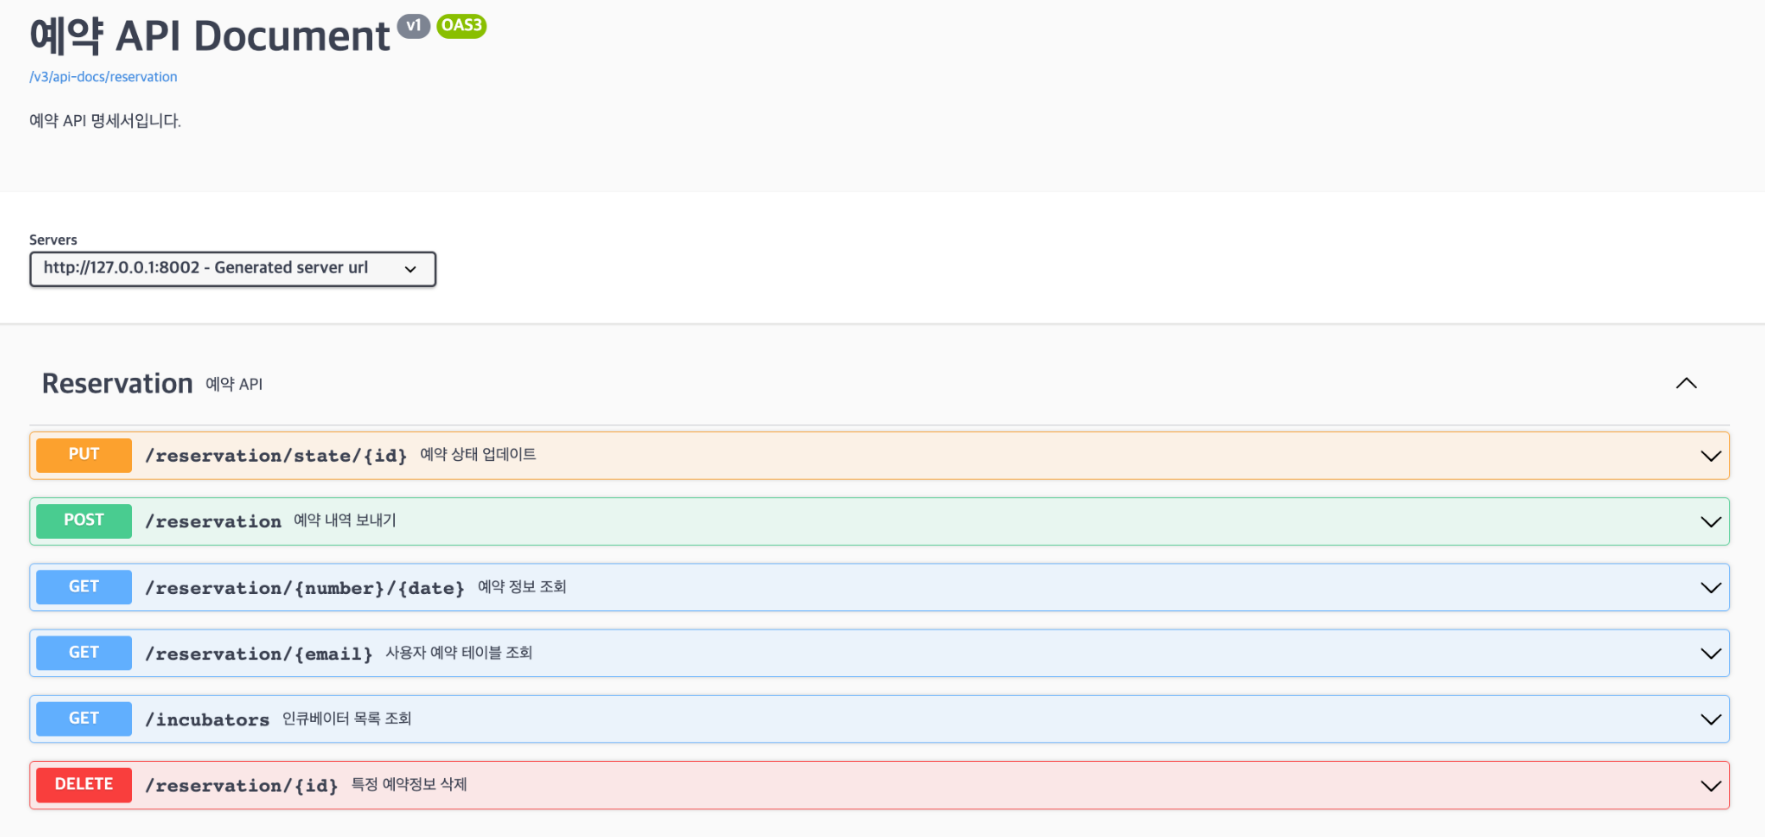 예약 API Document v1 OAS3
/v3/api-docs/reservation
예약 API 명세서입니다.
Servers
http://127.0.0.1:8002 - Generated server url
Reservation 예약 API
PUT /reservation/state/{id} 예약 상태 업데이트
POST /reservation 예약 내역 보내기
GET /reservation/{number}/{date} 예약 정보 조회
GET /reservation/{email} 사용자 예약 테이블 조회
GET /incubators 인큐베이터 목록 조회
DELETE /reservation/{id} 특정 예약정보 삭제